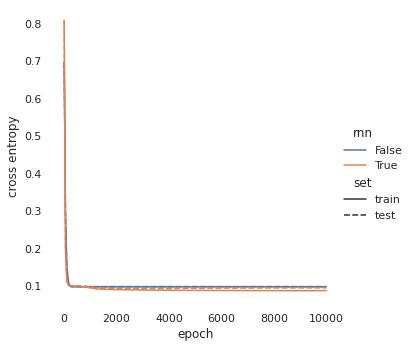 0.8
0.7
0.6
0.5
0.4
0.3
0.2
0.1
cross entropy
0
2000
4000
6000
8000
10000
epoch
rnn
False
True
set
train
test